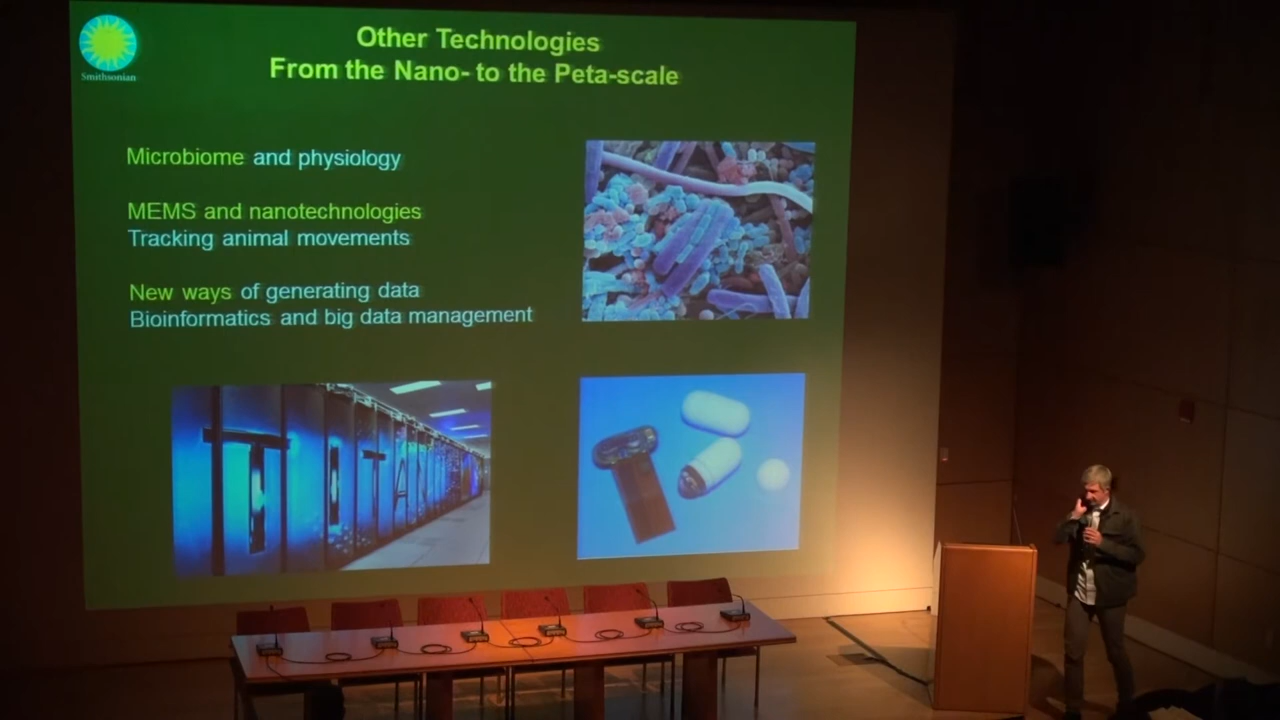 Other Technologies
From the Nano- to the Peta-scale
Smithsonian
Microbiome and physiology
MEMS and nanotechnologies
Tracking animal movements
New ways of generating data
Bioinformatics and big data management
TITAN